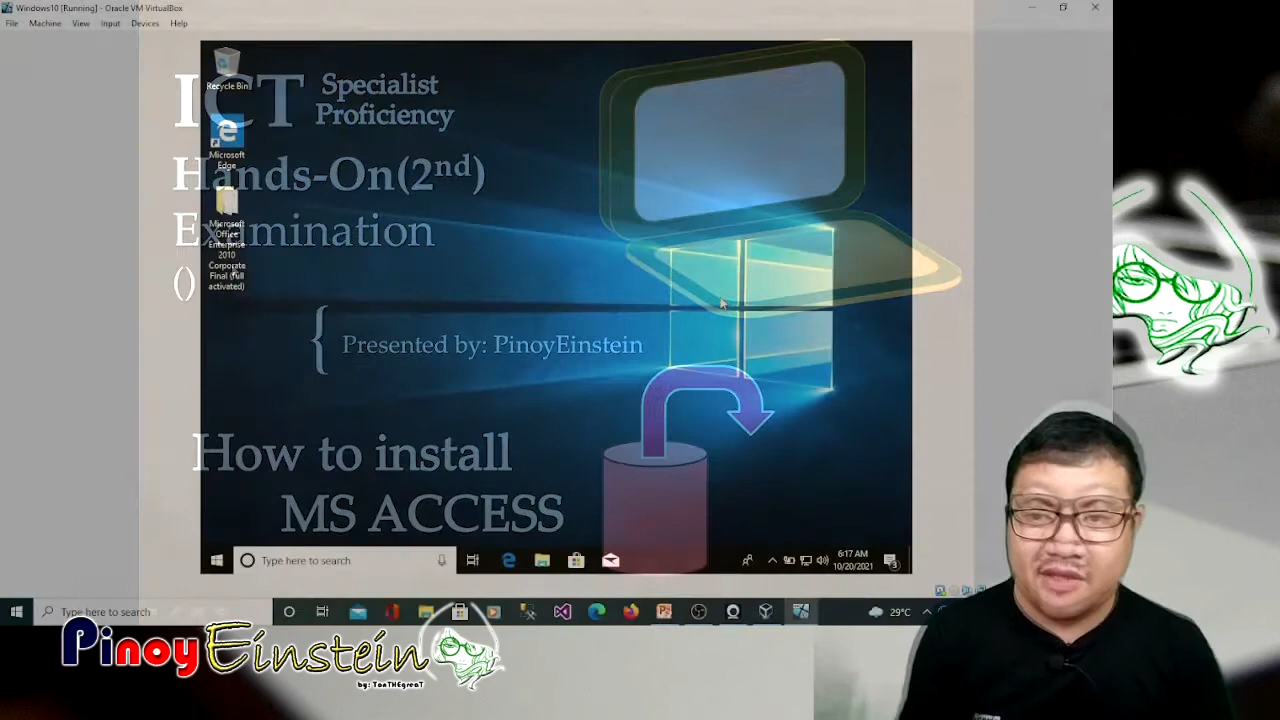 Windows10 [Running] - Oracle VM VirtualBox
File Machine View Input Devices Help
Recycle Bin
ICT Specialist Proficiency
Microsoft Edge
Hands-On(2nd)
Examination
()
Microsoft
Office
Enterprise
2010
Corporate
Final (full
activated)
{ Presented by: PinoyEinstein
How to install
MS ACCESS
Type here to search
6:17 AM
10/20/2021
3
Type here to search
29°C
PinoyEinstein
by: TonTHEgreaT